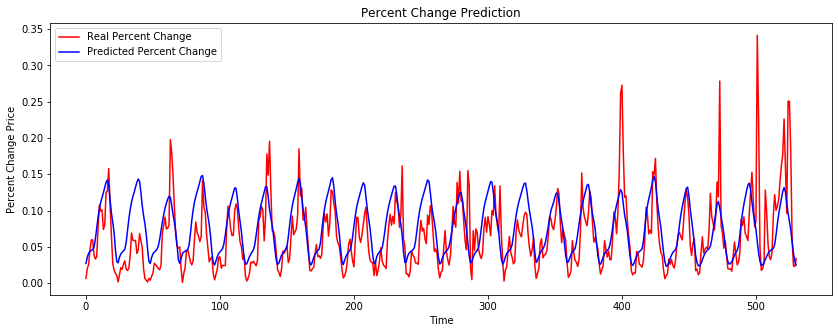 Percent Change Prediction
Real Percent Change
Predicted Percent Change
Percent Change Price
0.35
0.30
0.25
0.20
0.15
0.10
0.05
0.00
0
100
200
300
400
500
Time